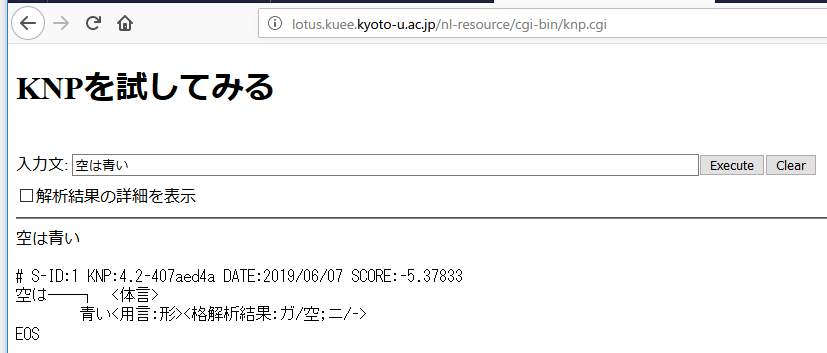 lotus.kuee.kyoto-u.ac.jp/nl-resource/cgi-bin/knp.cgi
KNPを試してみる
入力文: 空は青い Execute Clear
解析結果の詳細を表示
空は青い
# S-ID:1 KNP:4.2-407aed4a DATE:2019/06/07 SCORE:-5.37833
空は──┐ <体言>
青い<用言:形><格解析結果:ガ/空;ニ/->
EOS